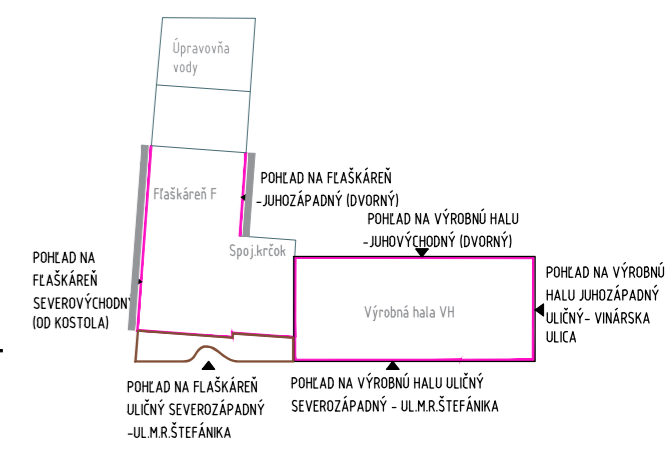 Úpravovňa
vody
Fľaškáreň F
POHĽAD NA FĽAŠKÁREŇ
-JUHOZÁPADNÝ (DVORNÝ)
POHĽAD NA VÝROBNÚ HALU
-JUHOVÝCHODNÝ (DVORNÝ)
Spoj.krčok
POHĽAD NA
FĽAŠKÁREŇ
SEVEROVÝCHODNÝ
(OD KOSTOLA)
Výrobná hala VH
POHĽAD NA VÝROBNÚ
HALU JUHOZÁPADNÝ
ULIČNÝ- VINÁRSKA
ULICA
POHĽAD NA FLAŠKÁREŇ
ULIČNÝ SEVEROZÁPADNÝ
-UL.M.R.ŠTEFÁNIKA
POHĽAD NA VÝROBNÚ HALU ULIČNÝ
SEVEROZÁPADNÝ - UL.M.R.ŠTEFÁNIKA